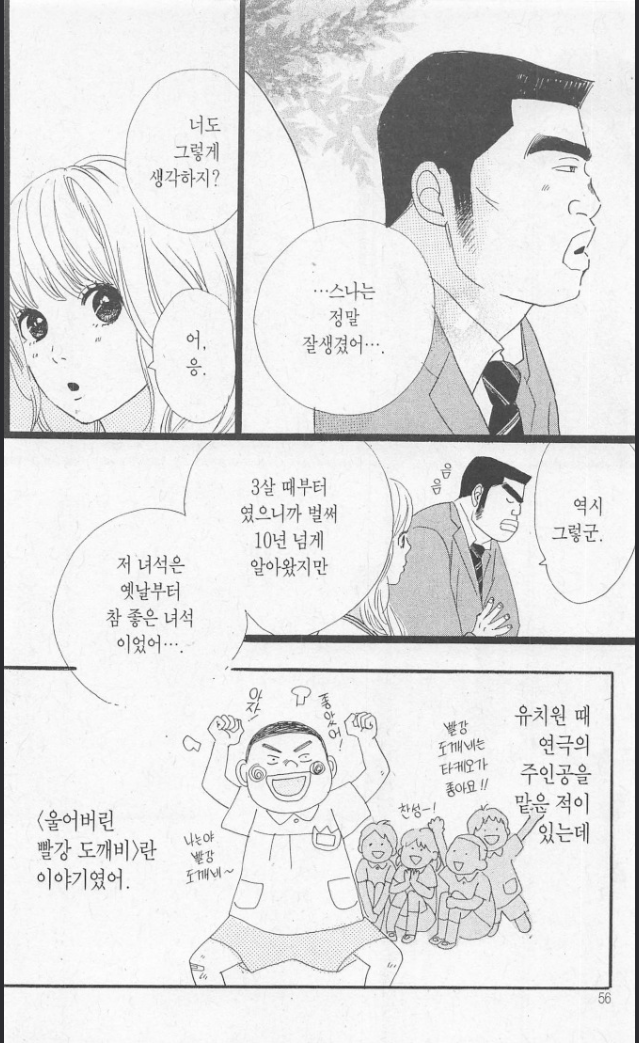 …스나는
정말
잘생겼어….
너도
그렇게
생각하지?
어,
응.
역시
그렇군.
음
음
3살 때부터
였으니까 벌써
10년 넘게
알아왔지만
저 녀석은
옛날부터
참 좋은 녀석
이었어….
유치원 때
연극의
주인공을
맡은 적이
있는데
빨강
도깨비는
타케오가
좋아요!!
찬성~!
아
자
좋
았
어!
나는야
빨강
도깨비~
〈울어버린
빨강 도깨비〉란
이야기였어.
56